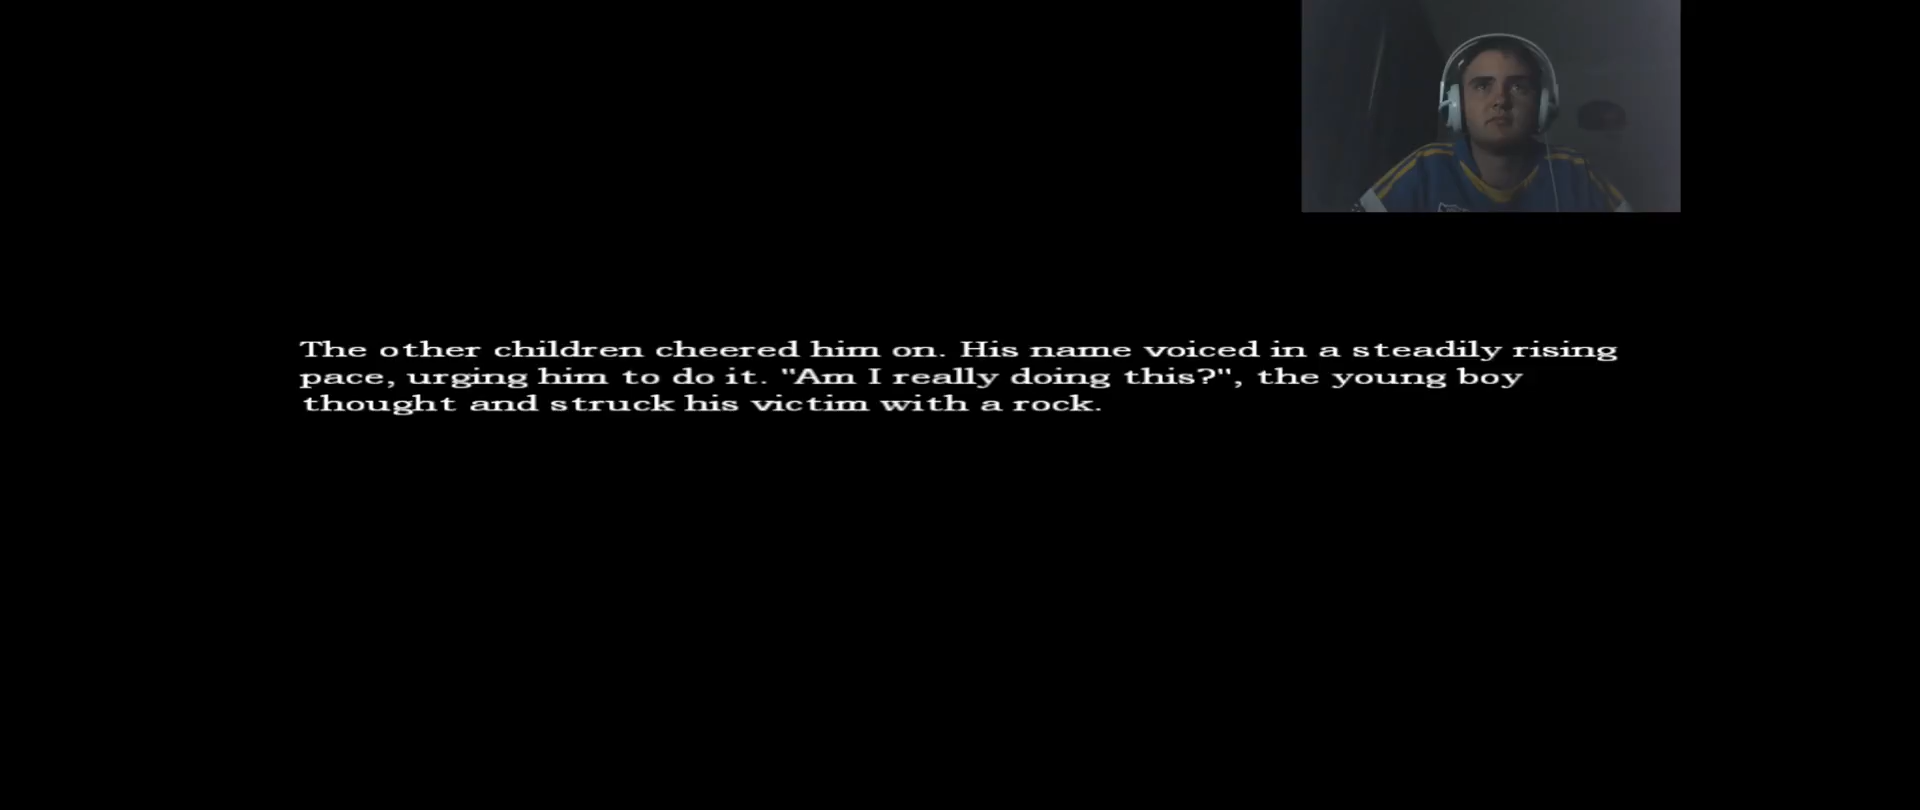 The other children cheered him on. His name voiced in a steadily rising
pace, urging him to do it. "Am I really doing this?", the young boy
thought and struck his victim with a rock.